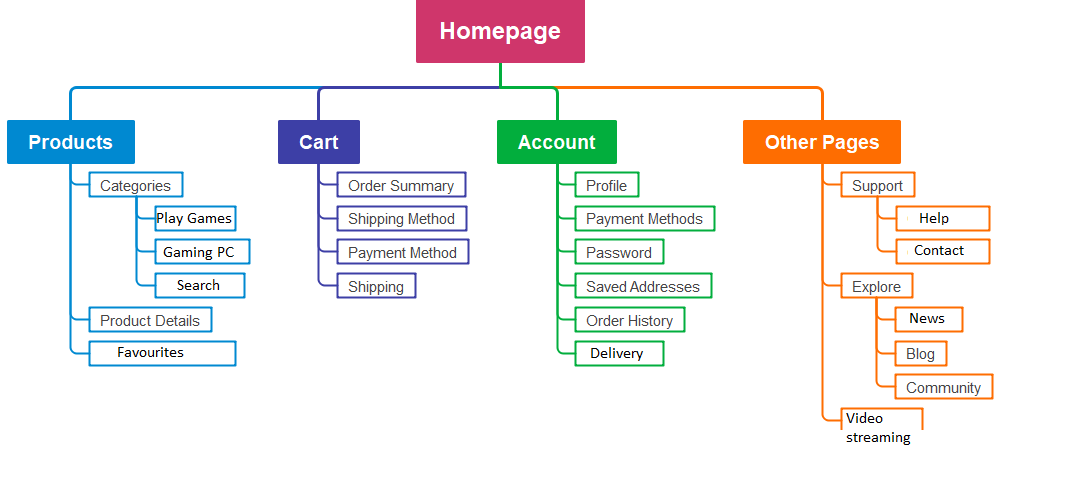 Homepage
Products
Categories
Play Games
Gaming PC
Search
Product Details
Favourites
Cart
Order Summary
Shipping Method
Payment Method
Shipping
Account
Profile
Payment Methods
Password
Saved Addresses
Order History
Delivery
Other Pages
Support
Help
Contact
Explore
News
Blog
Community
Video
streaming